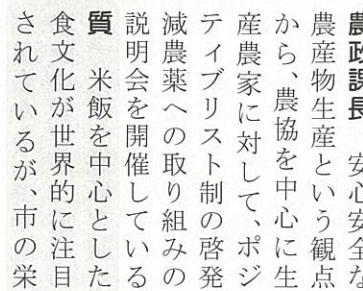 農政課長　安心安全な
農産物生産という観点
から、農協を中心に生
産農家に対して、ポジ
ティブリスト制の啓発
減農薬への取り組みの
説明会を開催している
質　米飯を中心とした
食文化が世界的に注目
されているが、市の栄